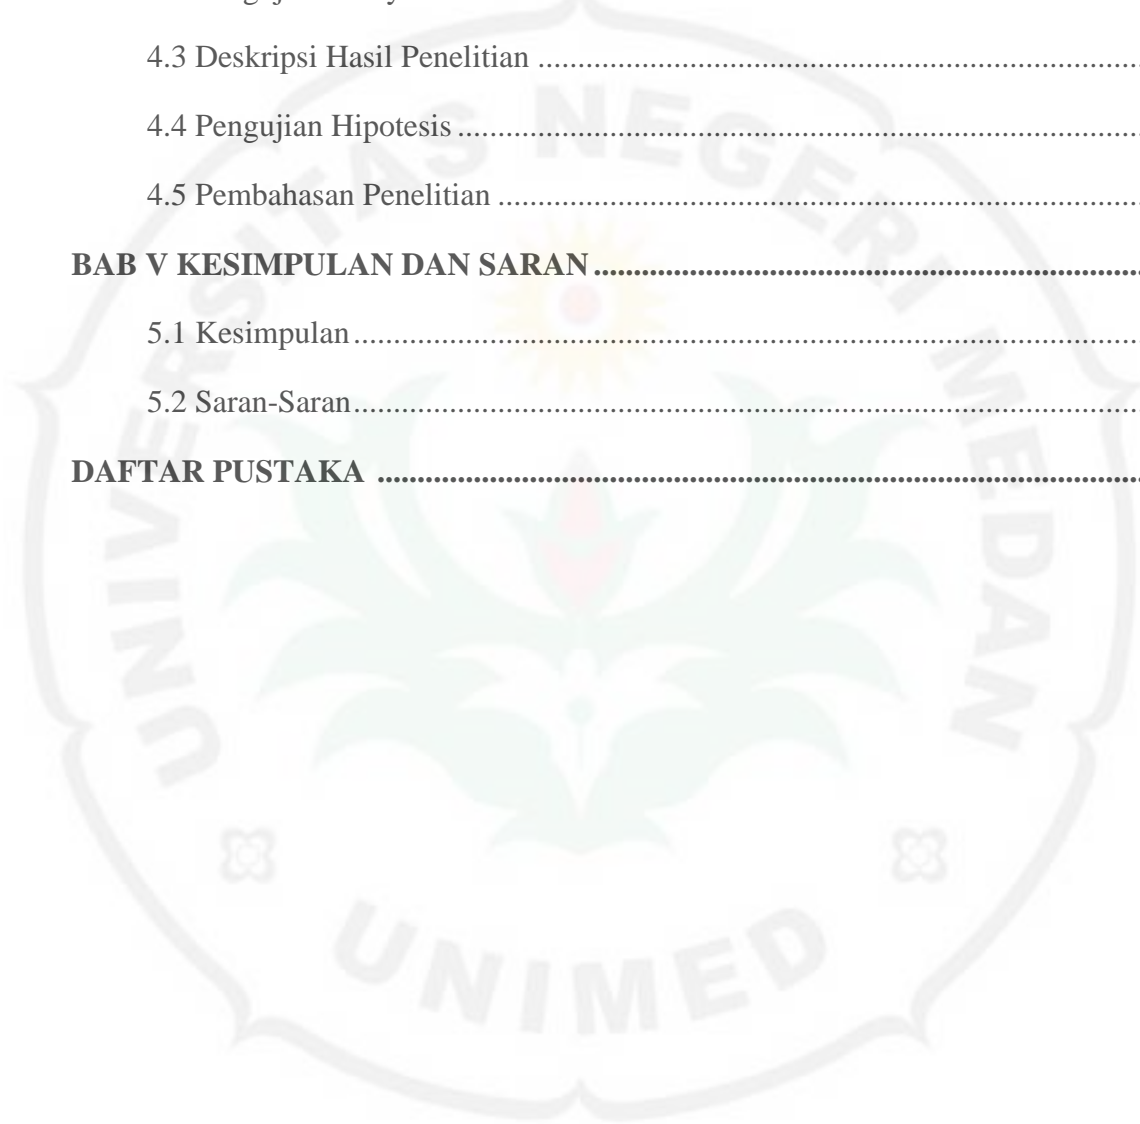 4.3 Deskripsi Hasil Penelitian ..........................................................................
4.4 Pengujian Hipotesis ....................................................................................
4.5 Pembahasan Penelitian ...............................................................................
BAB V KESIMPULAN DAN SARAN ...................................................................
5.1 Kesimpulan .................................................................................................
5.2 Saran-Saran .................................................................................................
DAFTAR PUSTAKA ..............................................................................................
UNIVERSITAS NEGERI MEDAN
UNIMED